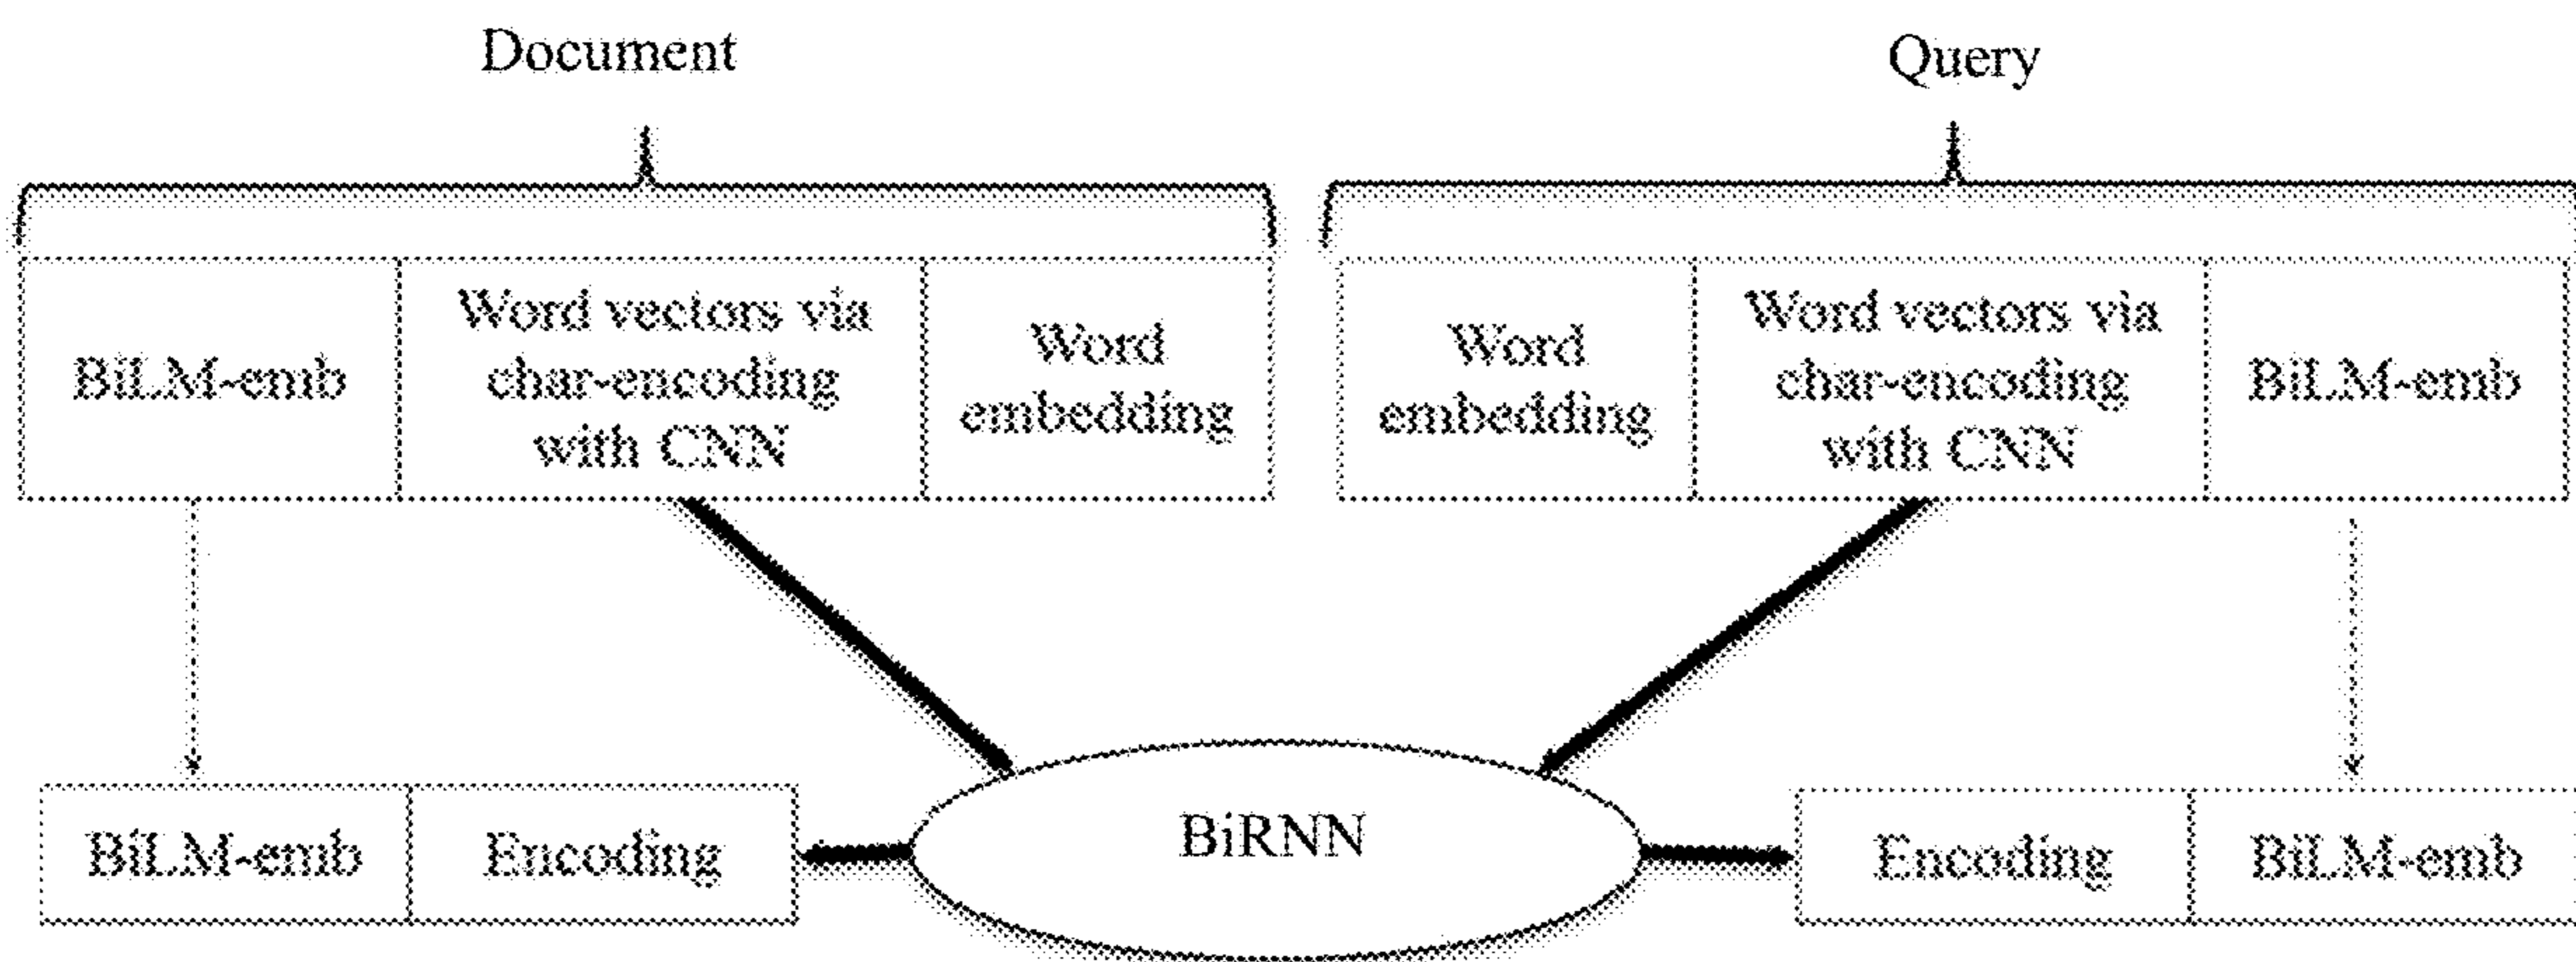 Document
Query
BiLM-emb
Word vectors via
char-encoding
with CNN
Word
embedding
Word
embedding
Word vectors via
char-encoding
with CNN
BiLM-emb
BiLM-emb
Encoding
BiRNN
Encoding
BiLM-emb